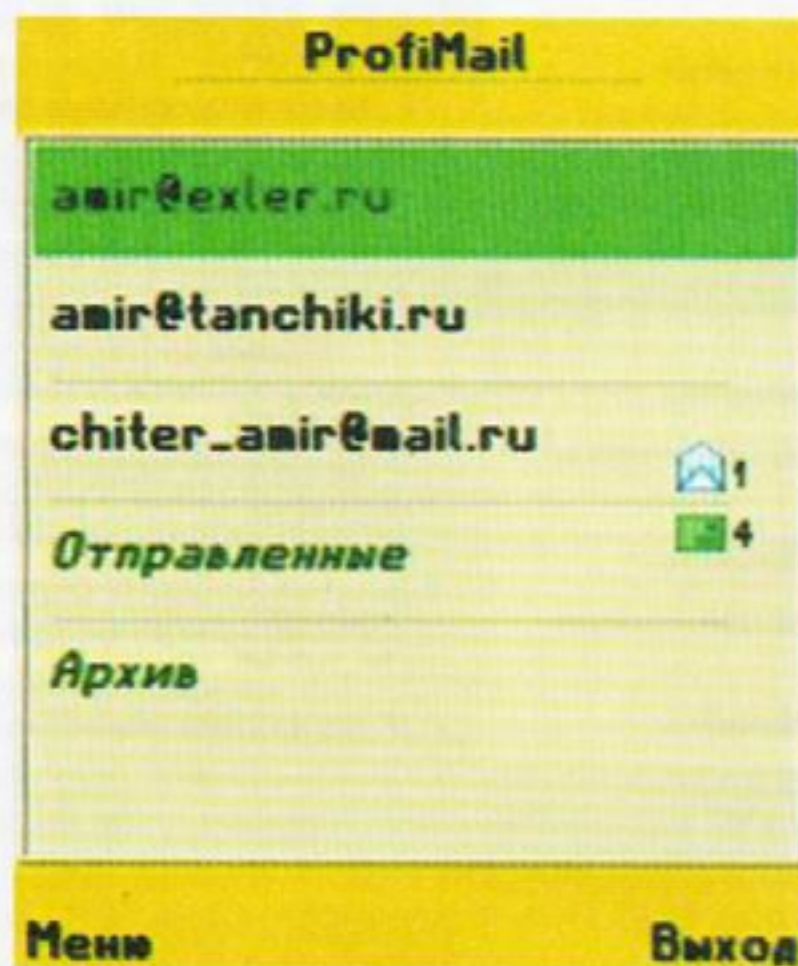 ProfiMail
amir@exler.ru
amir@tanchiki.ru
chiter_amir@mail.ru
1
Отправленные
4
Архив
Меню
Выход